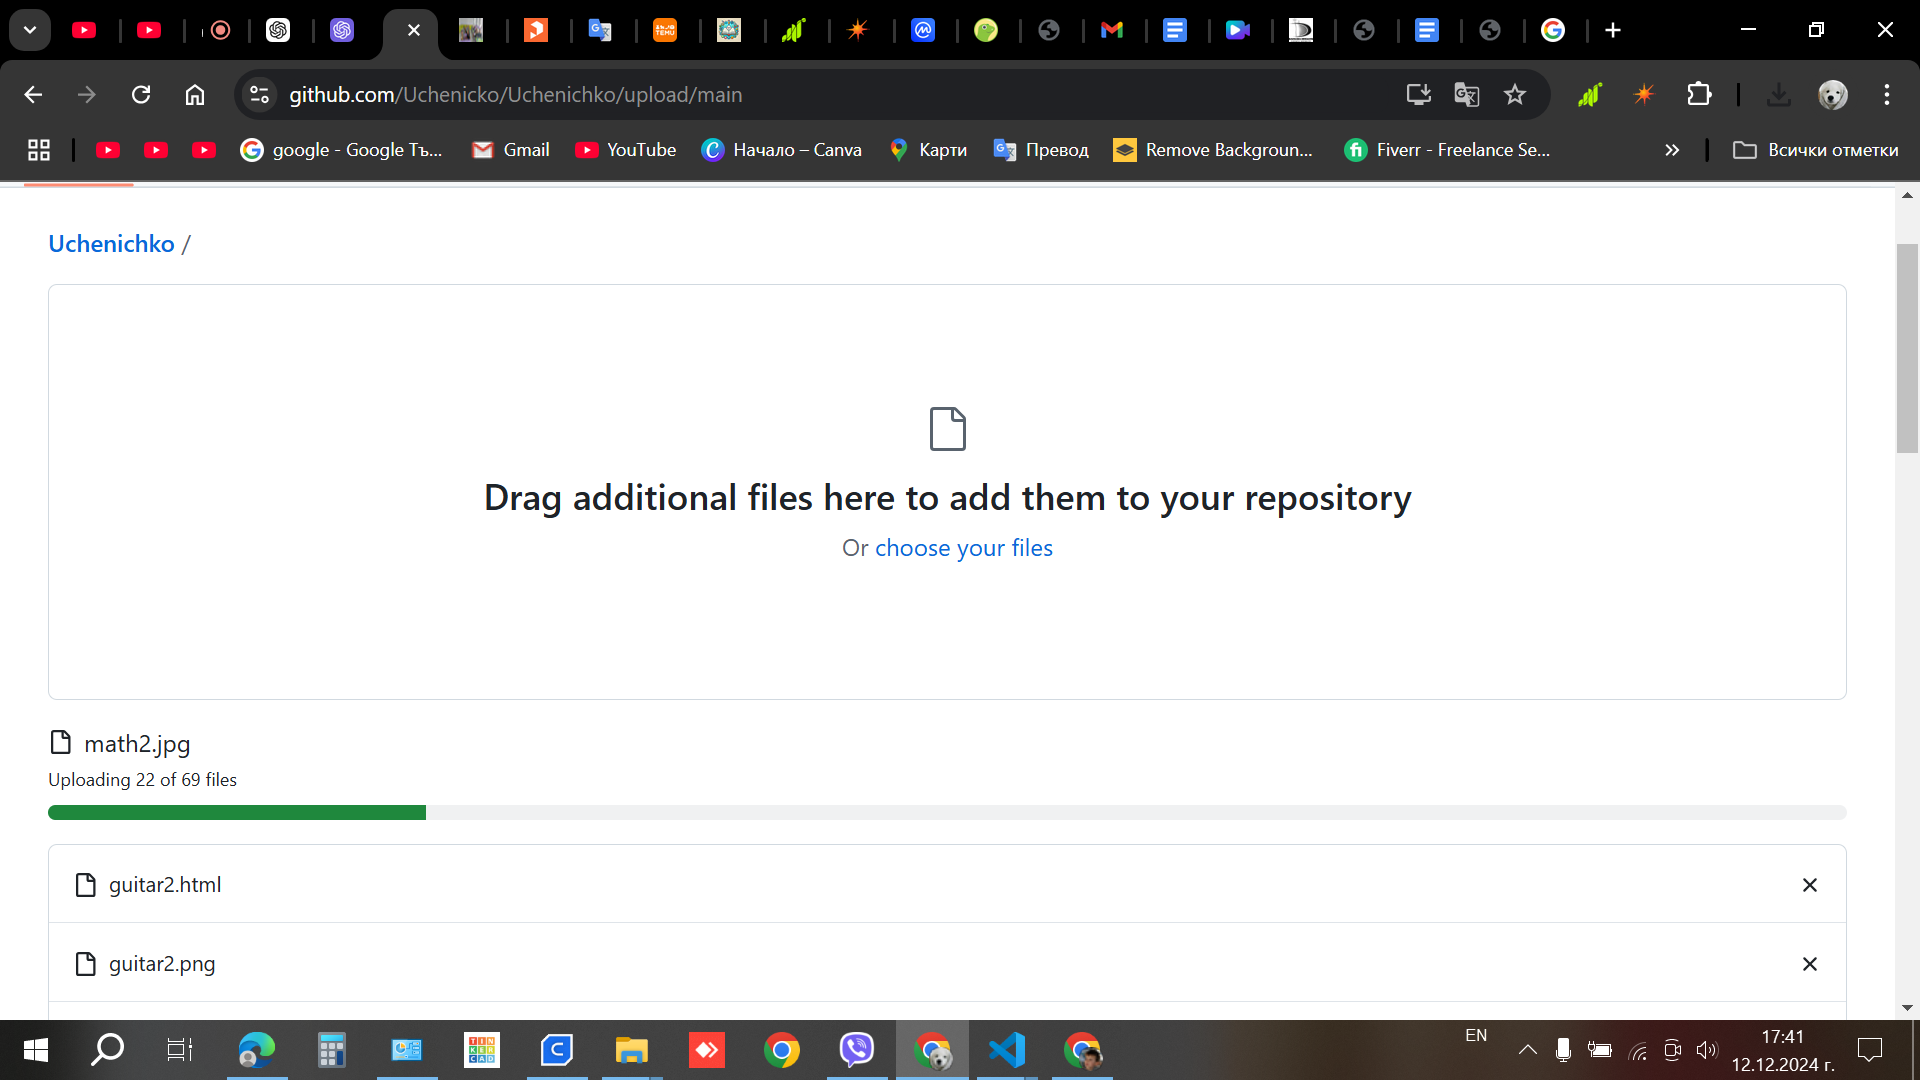 github.com/Uchenicko/Uchenichko/upload/main
google - Google Тъ...
Gmail
YouTube
Начало – Canva
Карти
Превод
Remove Backgroun...
Fiverr - Freelance Se...
Всички отметки
Uchenichko /
Drag additional files here to add them to your repository
Or choose your files
math2.jpg
Uploading 22 of 69 files
guitar2.html
guitar2.png
EN
17:41
12.12.2024 г.